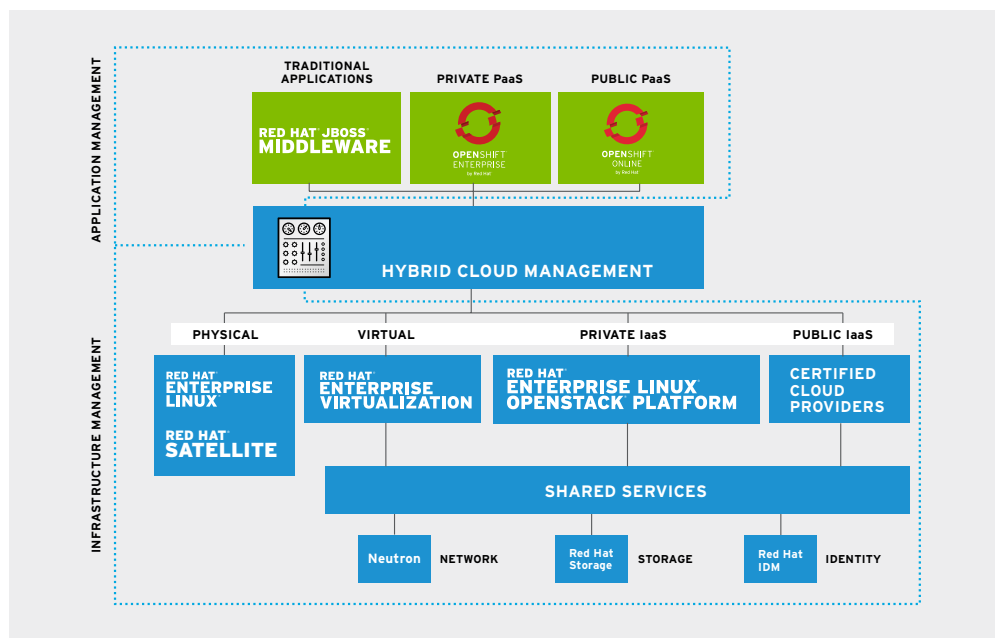 APPLICATION MANAGEMENT
TRADITIONAL
APPLICATIONS
PRIVATE PaaS
PUBLIC PaaS
RED HAT® JBOSS®
MIDDLEWARE
OPENSHIFT
ENTERPRISE
by Red Hat®
OPENSHIFT
ONLINE
by Red Hat®
HYBRID CLOUD MANAGEMENT
INFRASTRUCTURE MANAGEMENT
PHYSICAL
VIRTUAL
PRIVATE IaaS
PUBLIC IaaS
RED HAT®
ENTERPRISE
LINUX®
RED HAT®
SATELLITE
RED HAT®
ENTERPRISE
VIRTUALIZATION
RED HAT®
ENTERPRISE LINUX®
OPENSTACK® PLATFORM
CERTIFIED
CLOUD
PROVIDERS
SHARED SERVICES
Neutron
NETWORK
Red Hat
Storage
STORAGE
Red Hat
IDM
IDENTITY